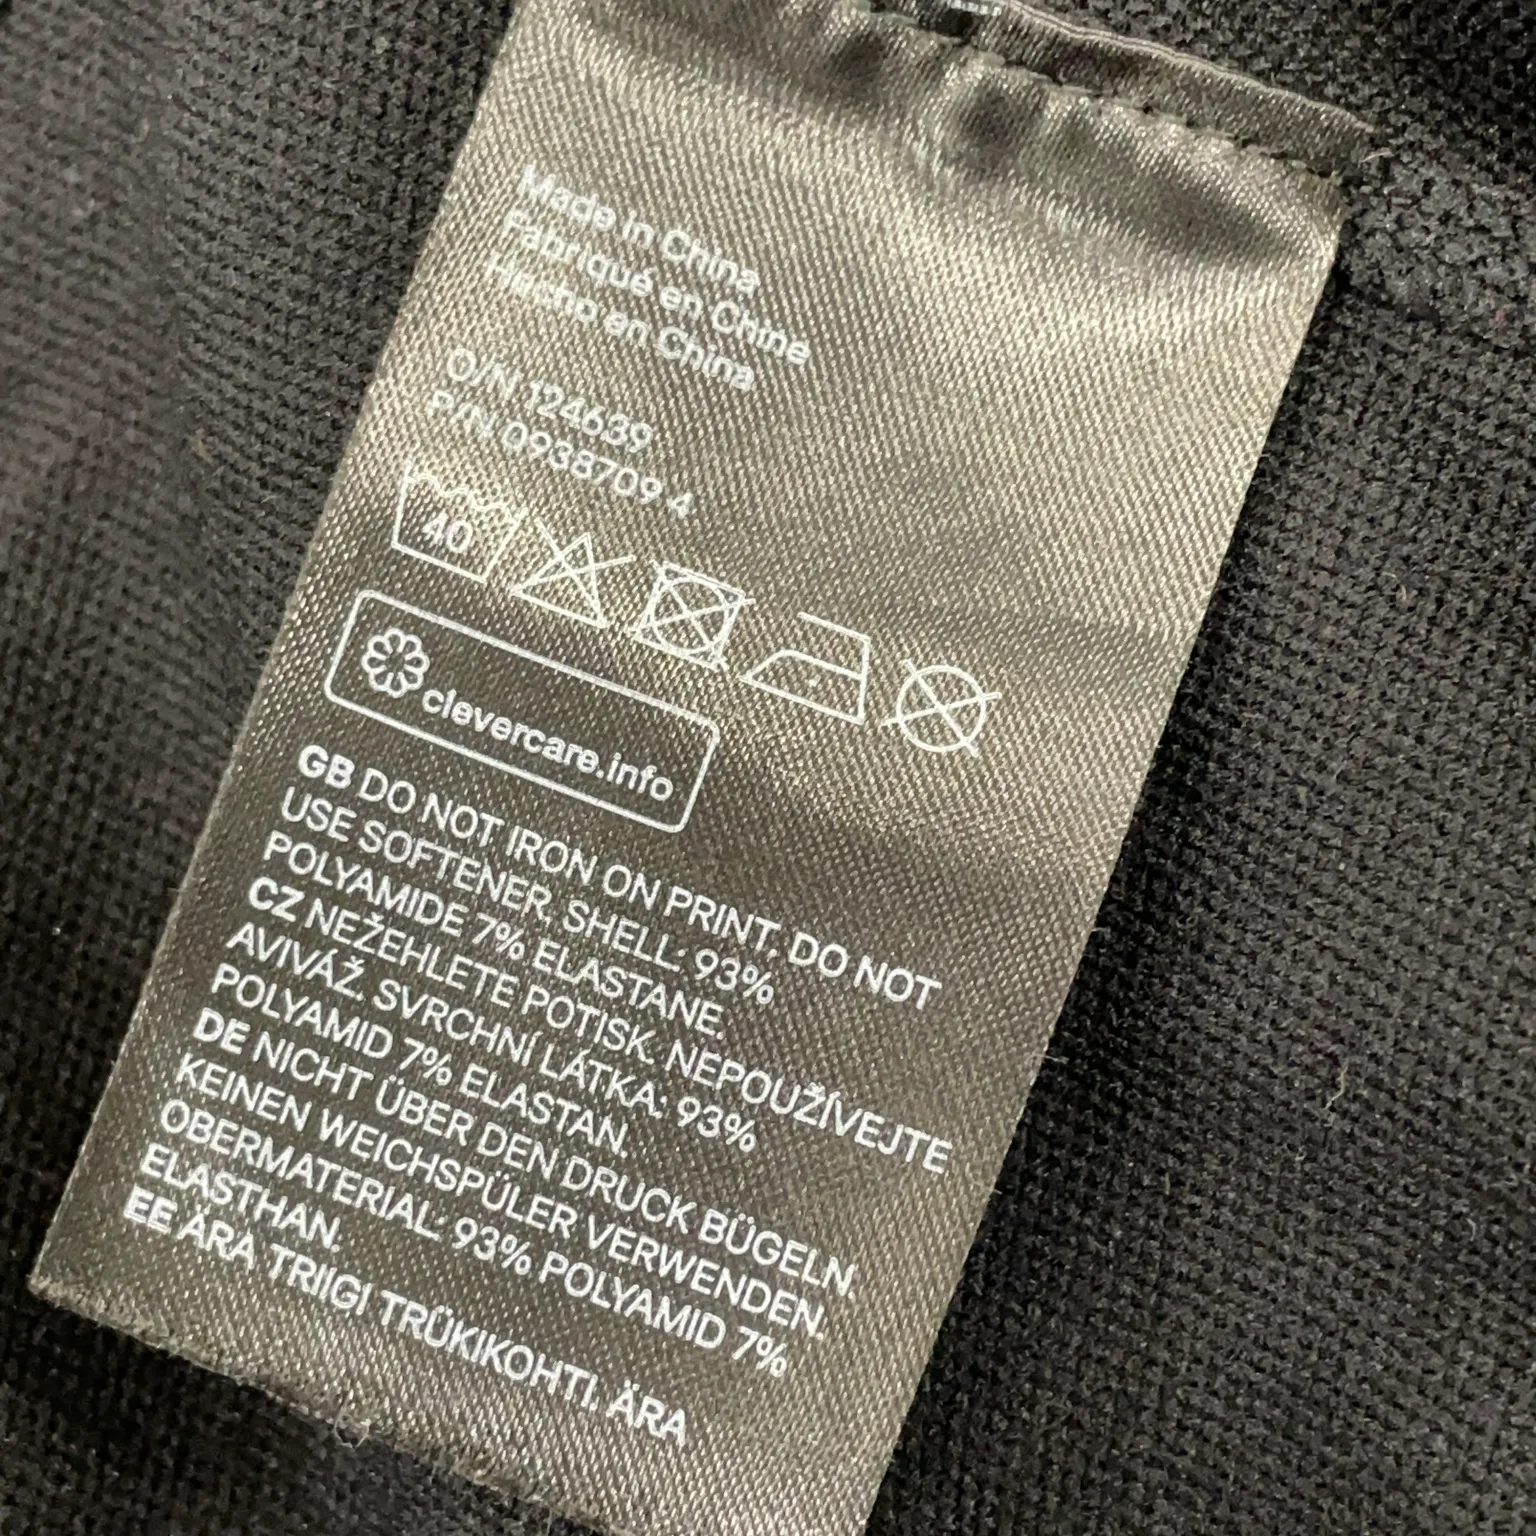 Made in China
Fabriqué en Chine
Hecho en China
O/N 124639
P/N 0938709 4
40
clevercare.info
GB DO NOT IRON ON PRINT, DO NOT
USE SOFTENER, SHELL: 93%
POLYAMIDE 7% ELASTANE.
CZ NEŽEHLETE POTISK. NEPOUŽÍVEJTE
AVIVÁŽ. SVRCHNÍ LÁTKA: 93%
POLYAMID 7% ELASTAN.
DE NICHT ÜBER DEN DRUCK BÜGELN.
KEINEN WEICHSPÜLER VERWENDEN.
OBERMATERIAL: 93% POLYAMID 7%
ELASTHAN.
EE ÄRA TRIIGI TRÜKIKOHTI, ÄRA